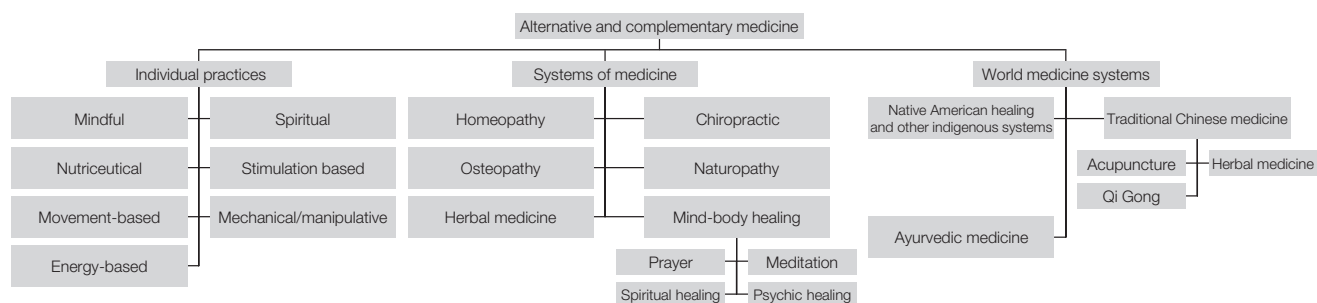 Alternative and complementary medicine
Individual practices
Systems of medicine
World medicine systems
Mindful
Spiritual
Nutriceutical
Stimulation based
Movement-based
Mechanical/manipulative
Energy-based
Homeopathy
Chiropractic
Osteopathy
Naturopathy
Herbal medicine
Mind-body healing
Prayer
Meditation
Spiritual healing
Psychic healing
Native American healing
and other indigenous systems
Traditional Chinese medicine
Acupuncture
Herbal medicine
Qi Gong
Ayurvedic medicine